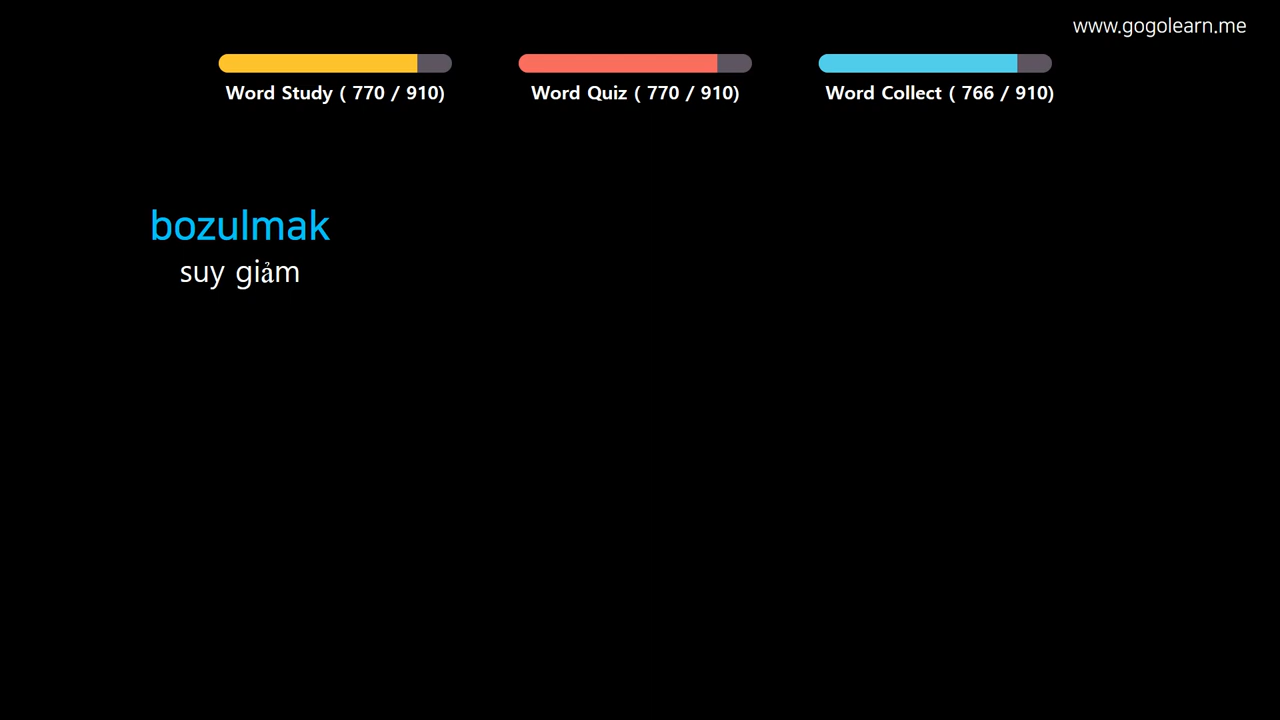 www.gogolearn.me
Word Study ( 770 / 910)
Word Quiz ( 770 / 910)
Word Collect ( 766 / 910)
bozulmak
suy giảm